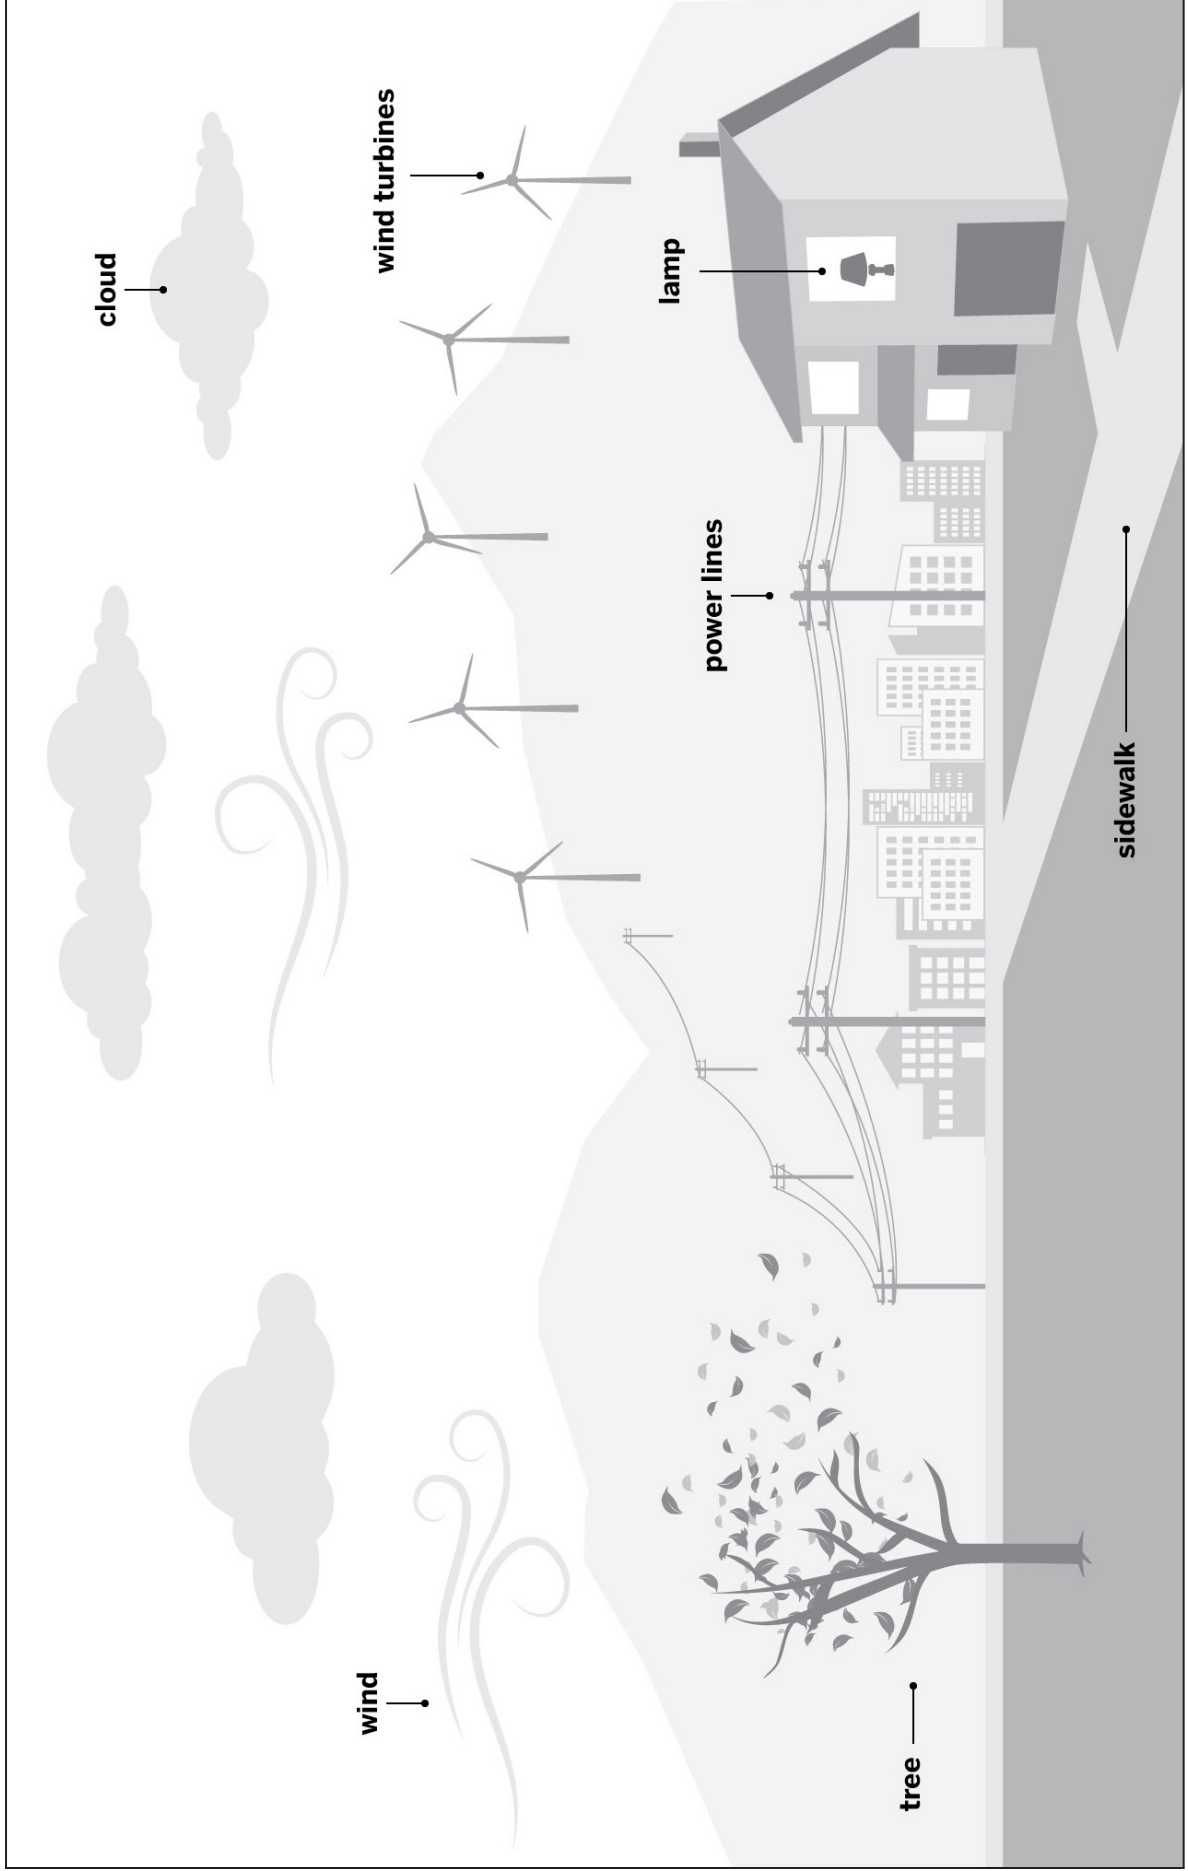 cloud
wind turbines
wind
lamp
power lines
tree
sidewalk